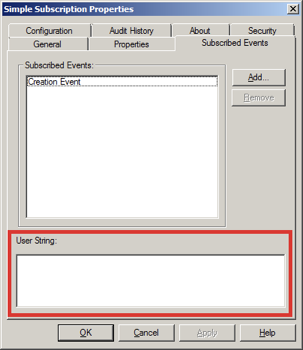 Simple Subscription Properties
Configuration Audit History About Security
General Properties Subscribed Events
Subscribed Events:
Creation Event
Add...
Remove
User String:
OK Cancel Apply Help